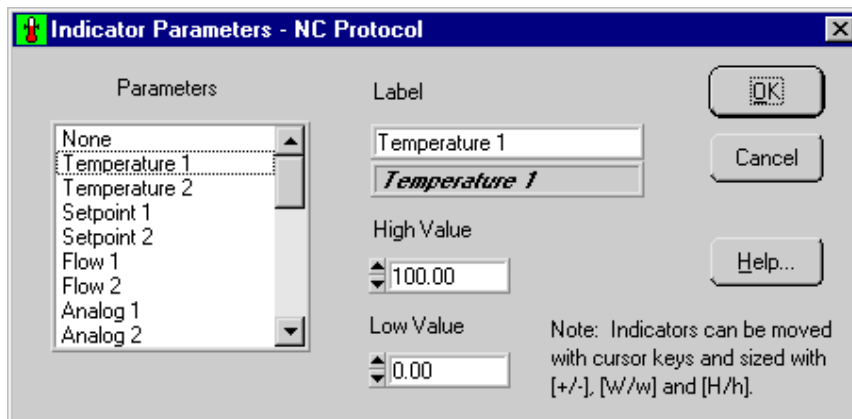 Indicator Parameters - NC Protocol
Parameters
None
Temperature 1
Temperature 2
Setpoint 1
Setpoint 2
Flow 1
Flow 2
Analog 1
Analog 2
Label
Temperature 1
Temperature 1
High Value
100.00
Low Value
0.00
OK
Cancel
Help...
Note: Indicators can be moved
with cursor keys and sized with
[+/-], [W/w] and [H/h].